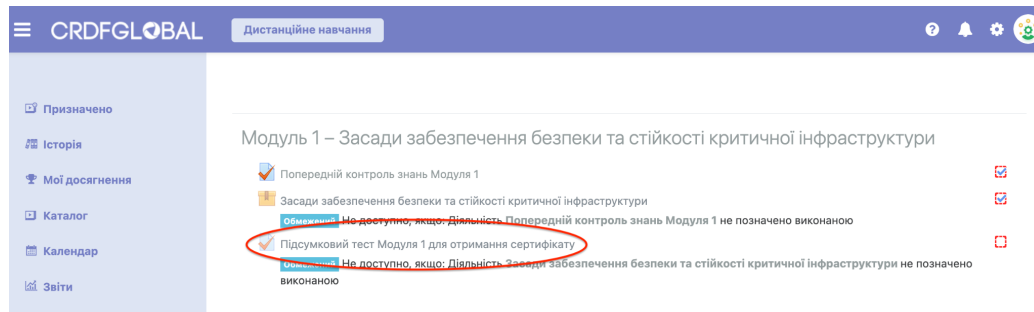 CRDFGLOBAL
Дистанційне навчання
Призначено
Історія
Мої досягнення
Каталог
Календар
Звіти
Модуль 1 – Засади забезпечення безпеки та стійкості критичної інфраструктури
Попередній контроль знань Модуля 1
Засади забезпечення безпеки та стійкості критичної інфраструктури
Обмежений Не доступно, якщо: Діяльність Попередній контроль знань Модуля 1 не позначено виконаною
Підсумковий тест Модуля 1 для отримання сертифікату
Обмежений Не доступно, якщо: Діяльність Засади забезпечення безпеки та стійкості критичної інфраструктури не позначено
виконаною